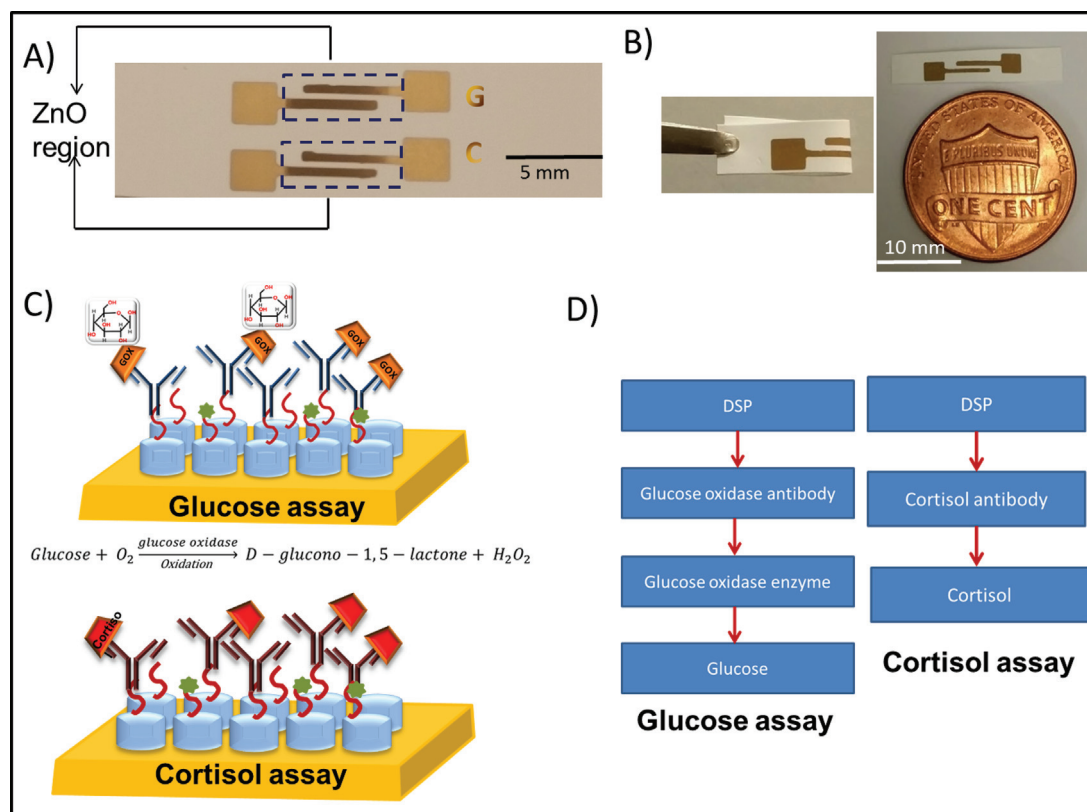 A)
ZnO
region
G
C
5 mm
B)
UNITED STATES OF AMERICA
E PLURIBUS UNUM
ONE CENT
10 mm
C)
GOX
GOX
GOX
GOX
Glucose assay
Glucose + O₂ glucose oxidase Oxidation D − glucono − 1,5 − lactone + H₂O₂
Cortiso
Cortisol assay
D)
DSP
Glucose oxidase antibody
Glucose oxidase enzyme
Glucose
Glucose assay
DSP
Cortisol antibody
Cortisol
Cortisol assay